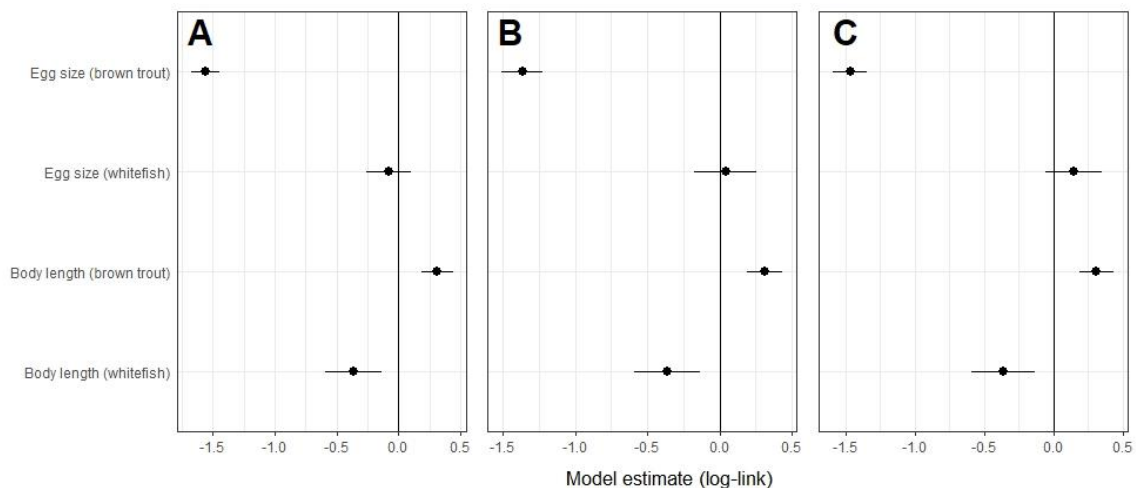 A
B
C
Egg size (brown trout)
Egg size (whitefish)
Body length (brown trout)
Body length (whitefish)
-1.5 -1.0 -0.5 0.0 0.5
-1.5 -1.0 -0.5 0.0 0.5
-1.5 -1.0 -0.5 0.0 0.5
Model estimate (log-link)